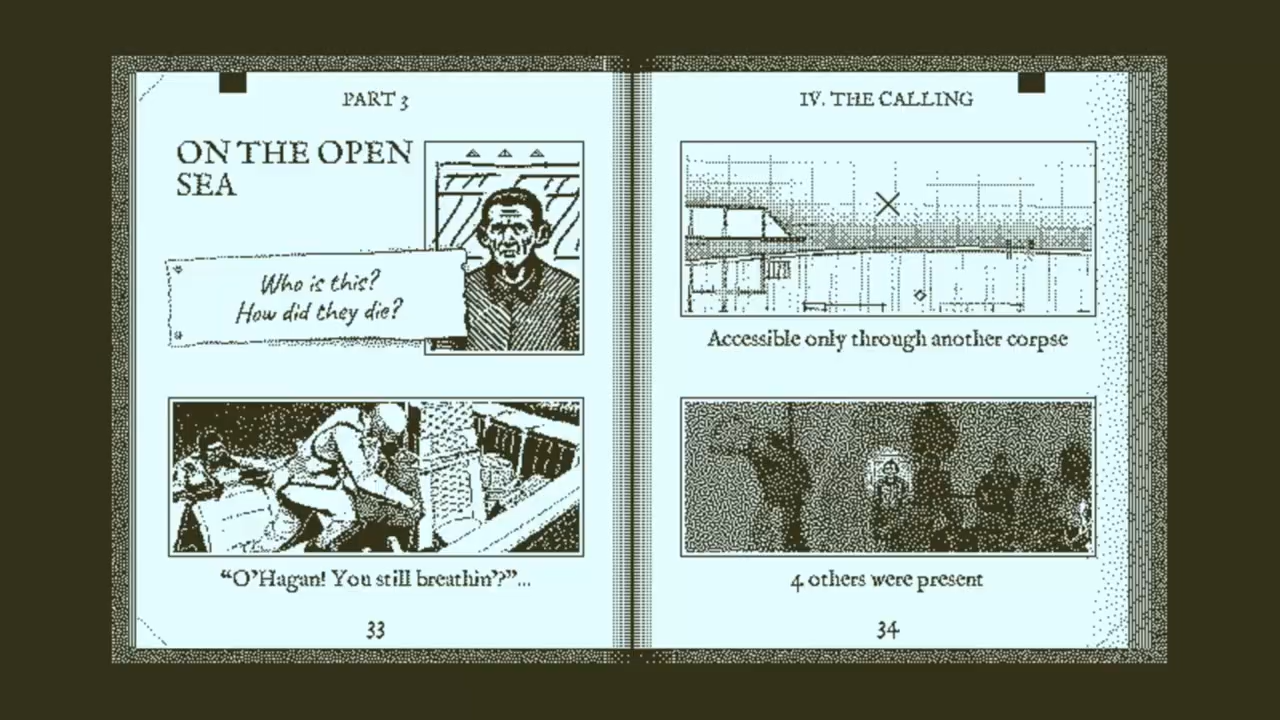 PART 3
ON THE OPEN
SEA
Who is this?
How did they die?
"O'Hagan! You still breathin'?"...
33
IV. THE CALLING
Accessible only through another corpse
4 others were present
34